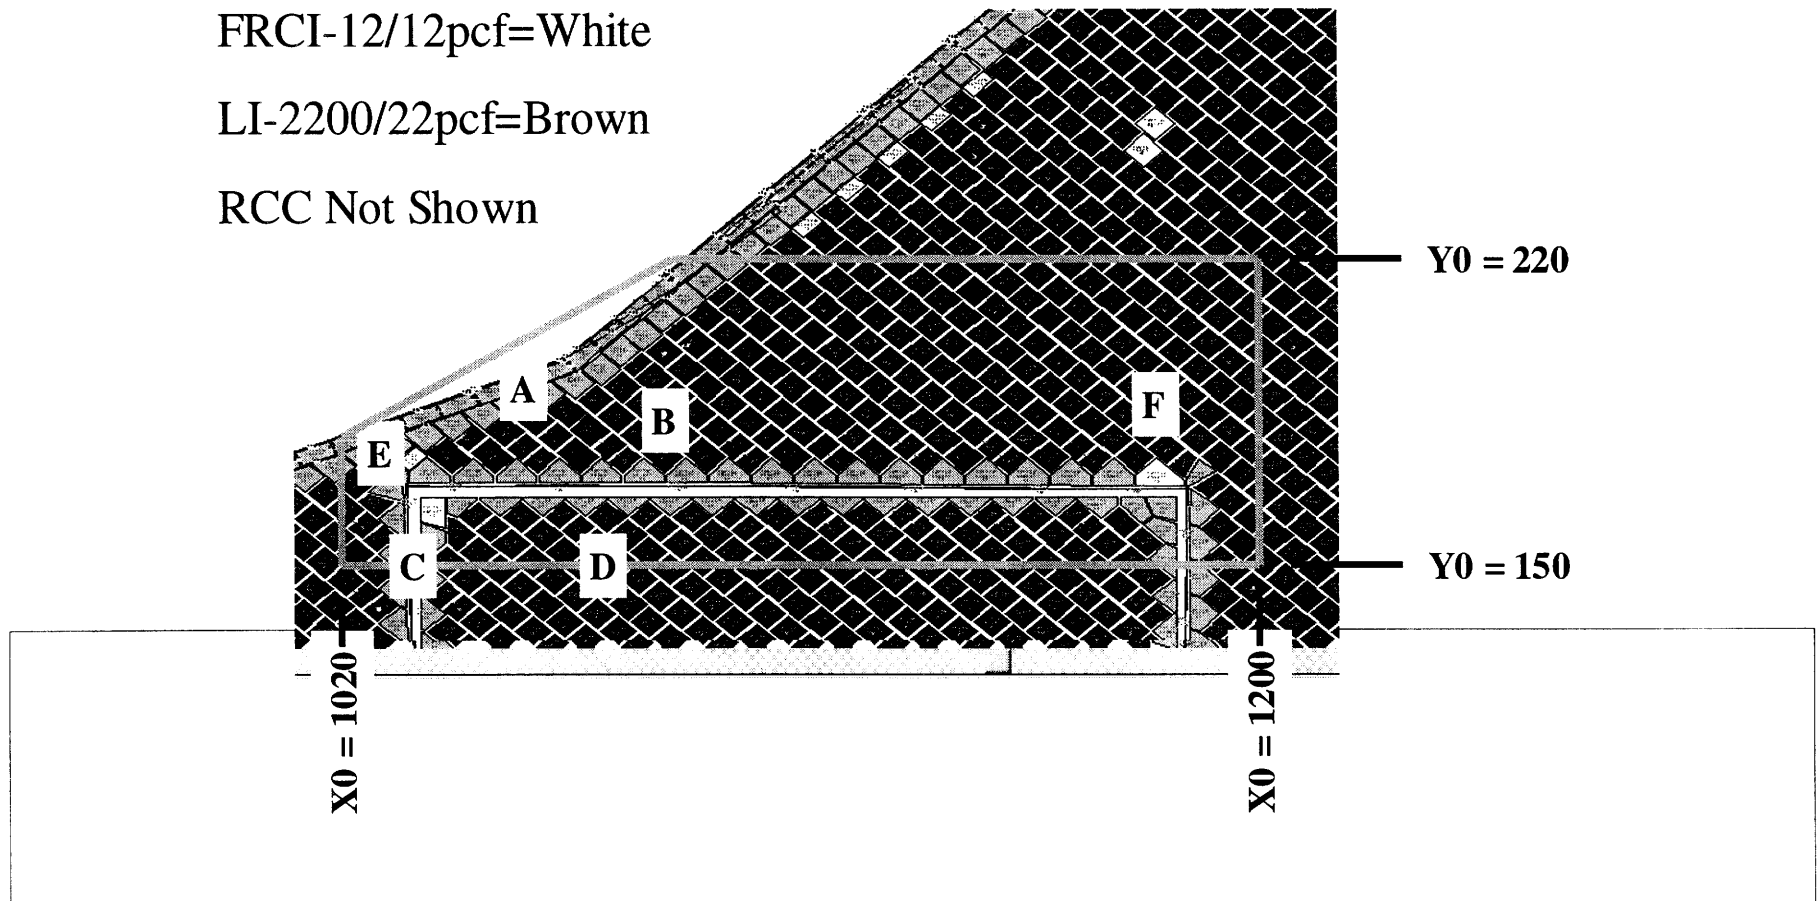 FRCI-12/12pcf=White
LI-2200/22pcf=Brown
RCC Not Shown
Y0 = 220
A
B
F
E
C
D
Y0 = 150
X0 = 1020
X0 = 1200